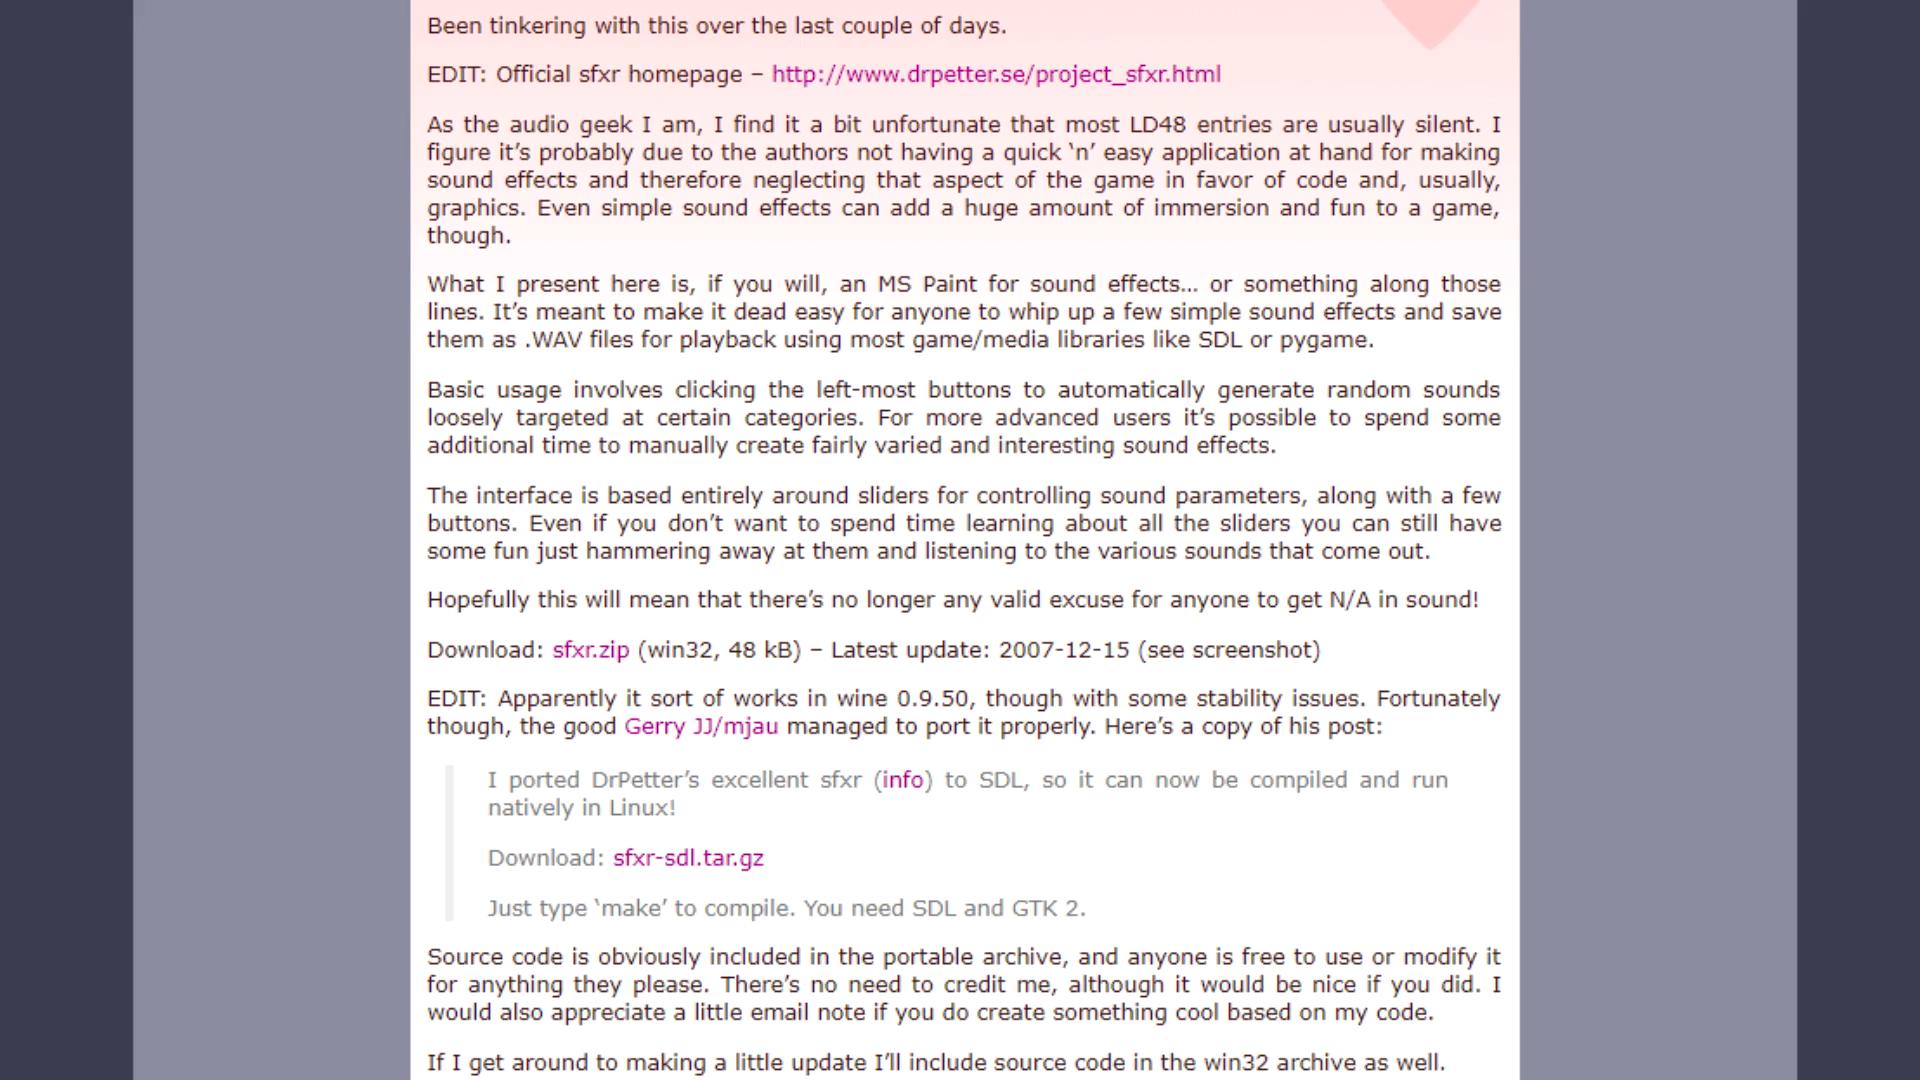 Been tinkering with this over the last couple of days.
EDIT: Official sfxr homepage – http://www.drpetter.se/project_sfxr.html
As the audio geek I am, I find it a bit unfortunate that most LD48 entries are usually silent. I
figure it’s probably due to the authors not having a quick ‘n’ easy application at hand for making
sound effects and therefore neglecting that aspect of the game in favor of code and, usually,
graphics. Even simple sound effects can add a huge amount of immersion and fun to a game,
though.
What I present here is, if you will, an MS Paint for sound effects… or something along those
lines. It’s meant to make it dead easy for anyone to whip up a few simple sound effects and save
them as .WAV files for playback using most game/media libraries like SDL or pygame.
Basic usage involves clicking the left-most buttons to automatically generate random sounds
loosely targeted at certain categories. For more advanced users it’s possible to spend some
additional time to manually create fairly varied and interesting sound effects.
The interface is based entirely around sliders for controlling sound parameters, along with a few
buttons. Even if you don’t want to spend time learning about all the sliders you can still have
some fun just hammering away at them and listening to the various sounds that come out.
Hopefully this will mean that there’s no longer any valid excuse for anyone to get N/A in sound!
Download: sfxr.zip (win32, 48 kB) – Latest update: 2007-12-15 (see screenshot)
EDIT: Apparently it sort of works in wine 0.9.50, though with some stability issues. Fortunately
though, the good Gerry JJ/mjau managed to port it properly. Here’s a copy of his post:
I ported DrPetter’s excellent sfxr (info) to SDL, so it can now be compiled and run
natively in Linux!
Download: sfxr-sdl.tar.gz
Just type ‘make’ to compile. You need SDL and GTK 2.
Source code is obviously included in the portable archive, and anyone is free to use or modify it
for anything they please. There’s no need to credit me, although it would be nice if you did. I
would also appreciate a little email note if you do create something cool based on my code.
If I get around to making a little update I’ll include source code in the win32 archive as well.